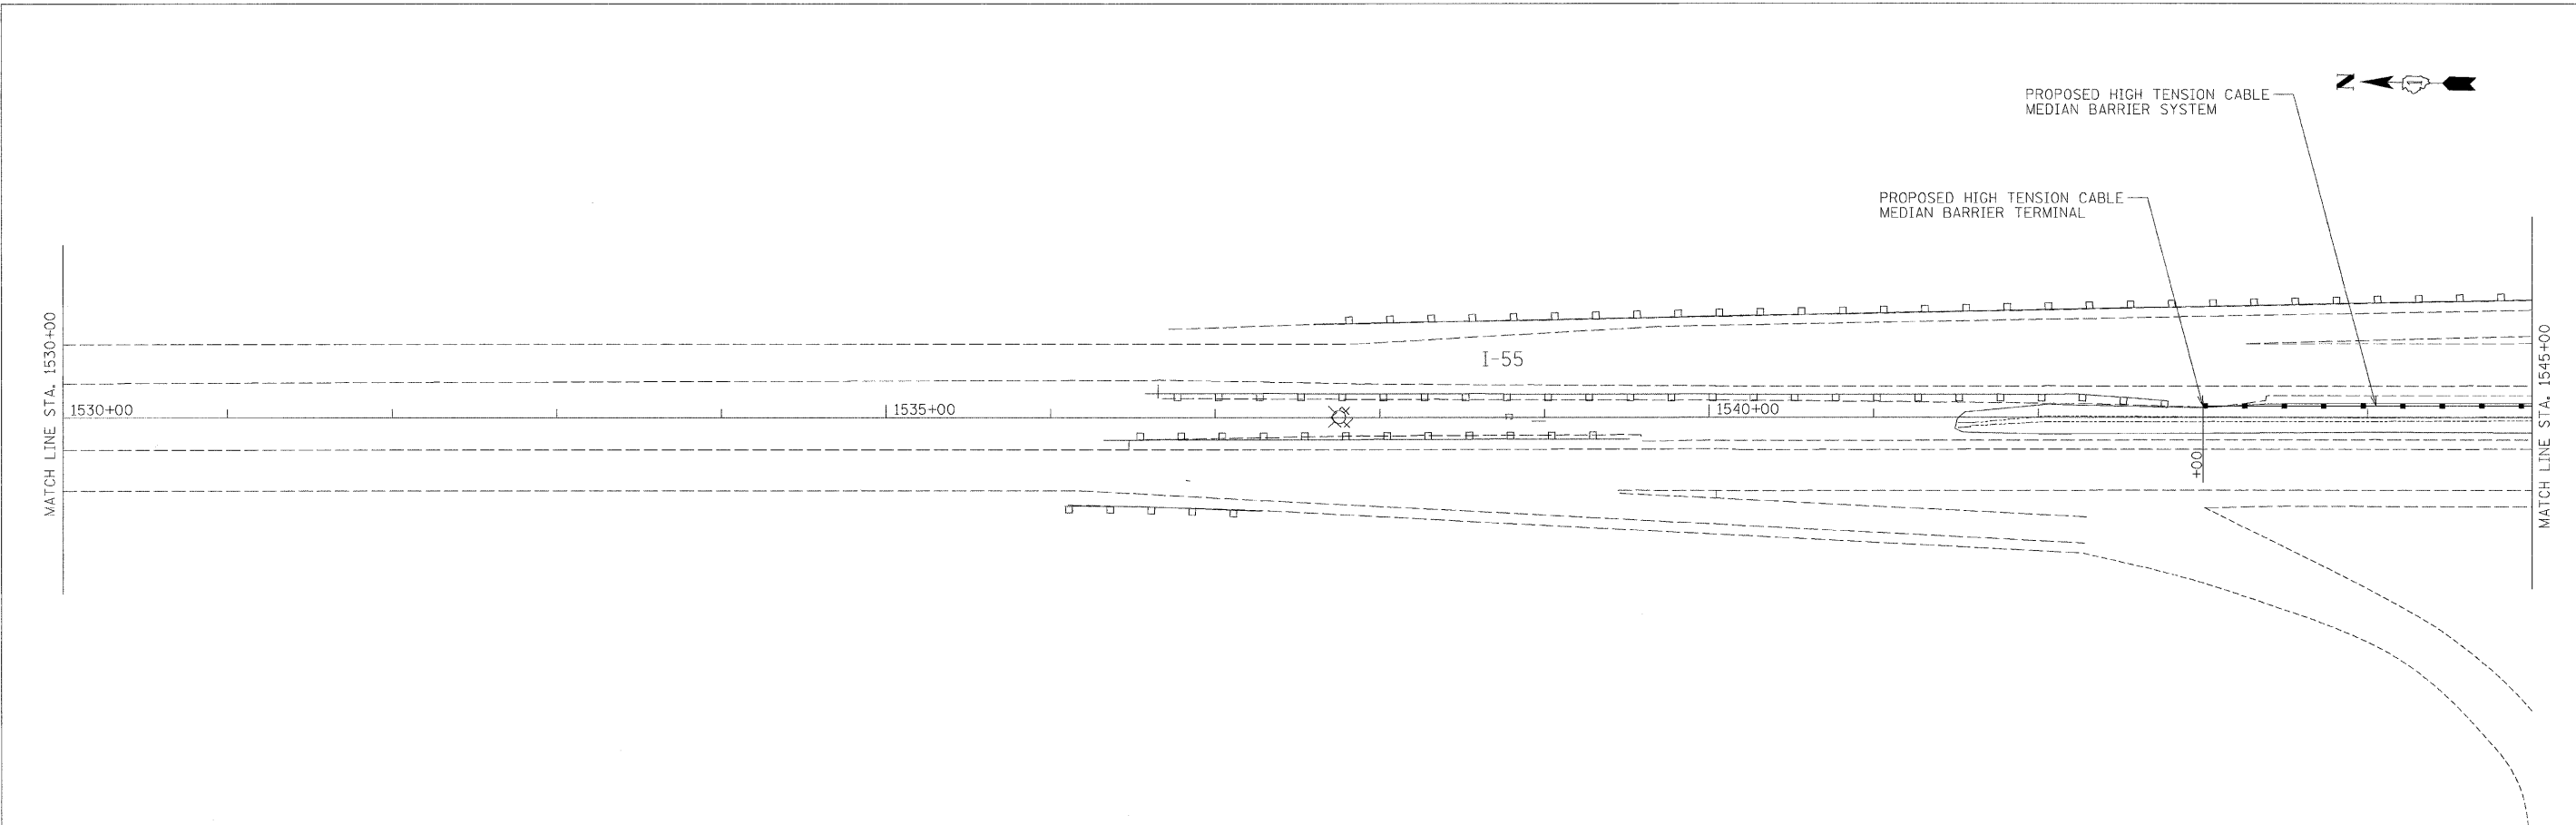 N
PROPOSED HIGH TENSION CABLE
MEDIAN BARRIER SYSTEM
PROPOSED HIGH TENSION CABLE
MEDIAN BARRIER TERMINAL
MATCH LINE STA. 1530+00
I-55
1530+00
1535+00
1540+00
+00
MATCH LINE STA. 1545+00